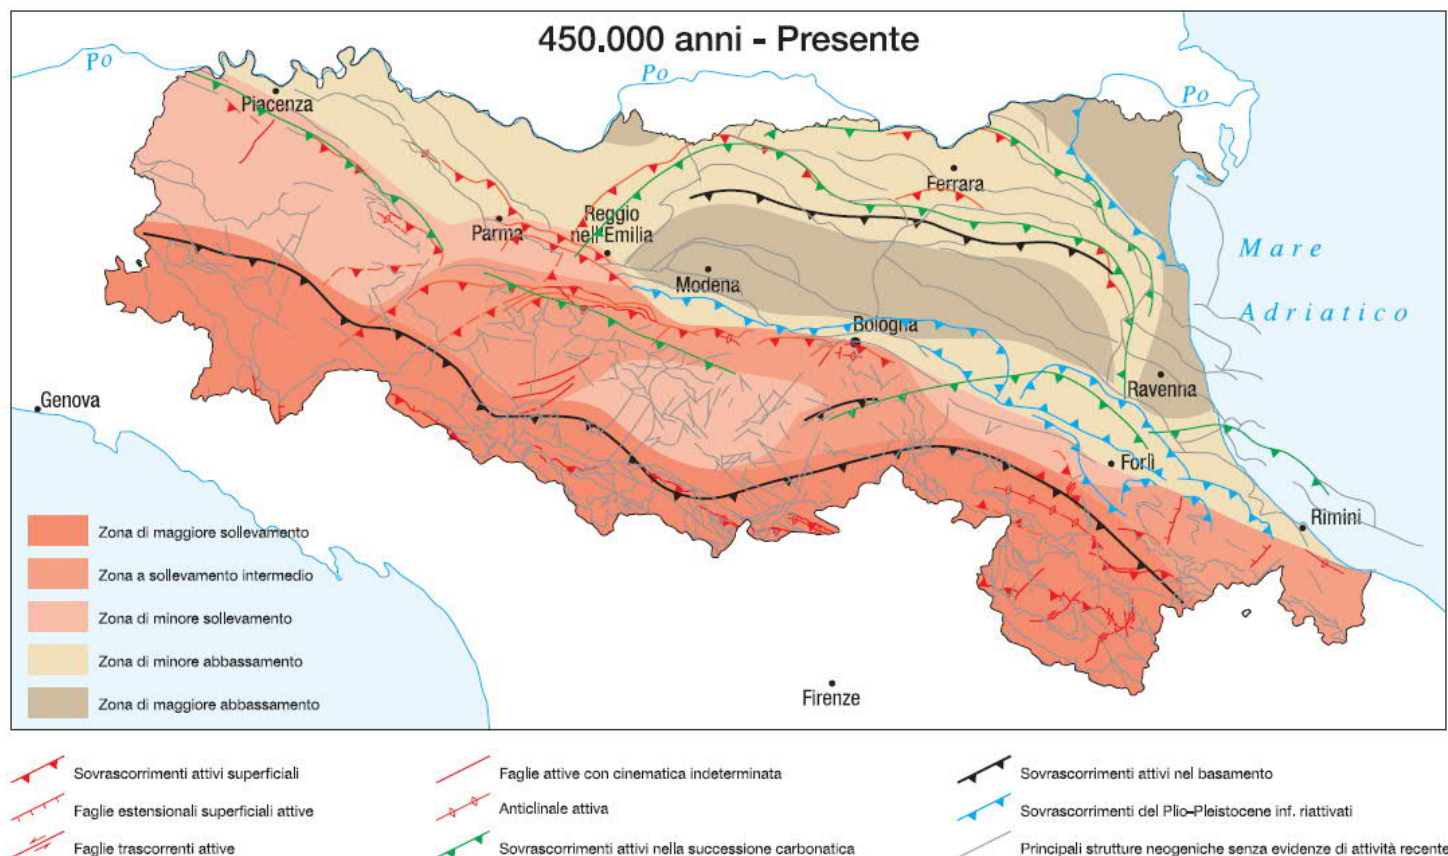 450.000 anni - Presente
Po
Po
Po
Piacenza
Ferrara
Parma
Reggio
nell'Emilia
Modena
Bologna
Ravenna
Mare
Adriatico
Genova
Forlì
Rimini
Firenze
Zona di maggiore sollevamento
Zona a sollevamento intermedio
Zona di minore sollevamento
Zona di minore abbassamento
Zona di maggiore abbassamento
Sovrascorrimenti attivi superficiali
Faglie estensionali superficiali attive
Faglie trascorrenti attive
Faglie attive con cinematica indeterminata
Anticlinale attiva
Sovrascorrimenti attivi nella successione carbonatica
Sovrascorrimenti attivi nel basamento
Sovrascorrimenti del Plio-Pleistocene inf. riattivati
Principali strutture neogeniche senza evidenze di attività recente